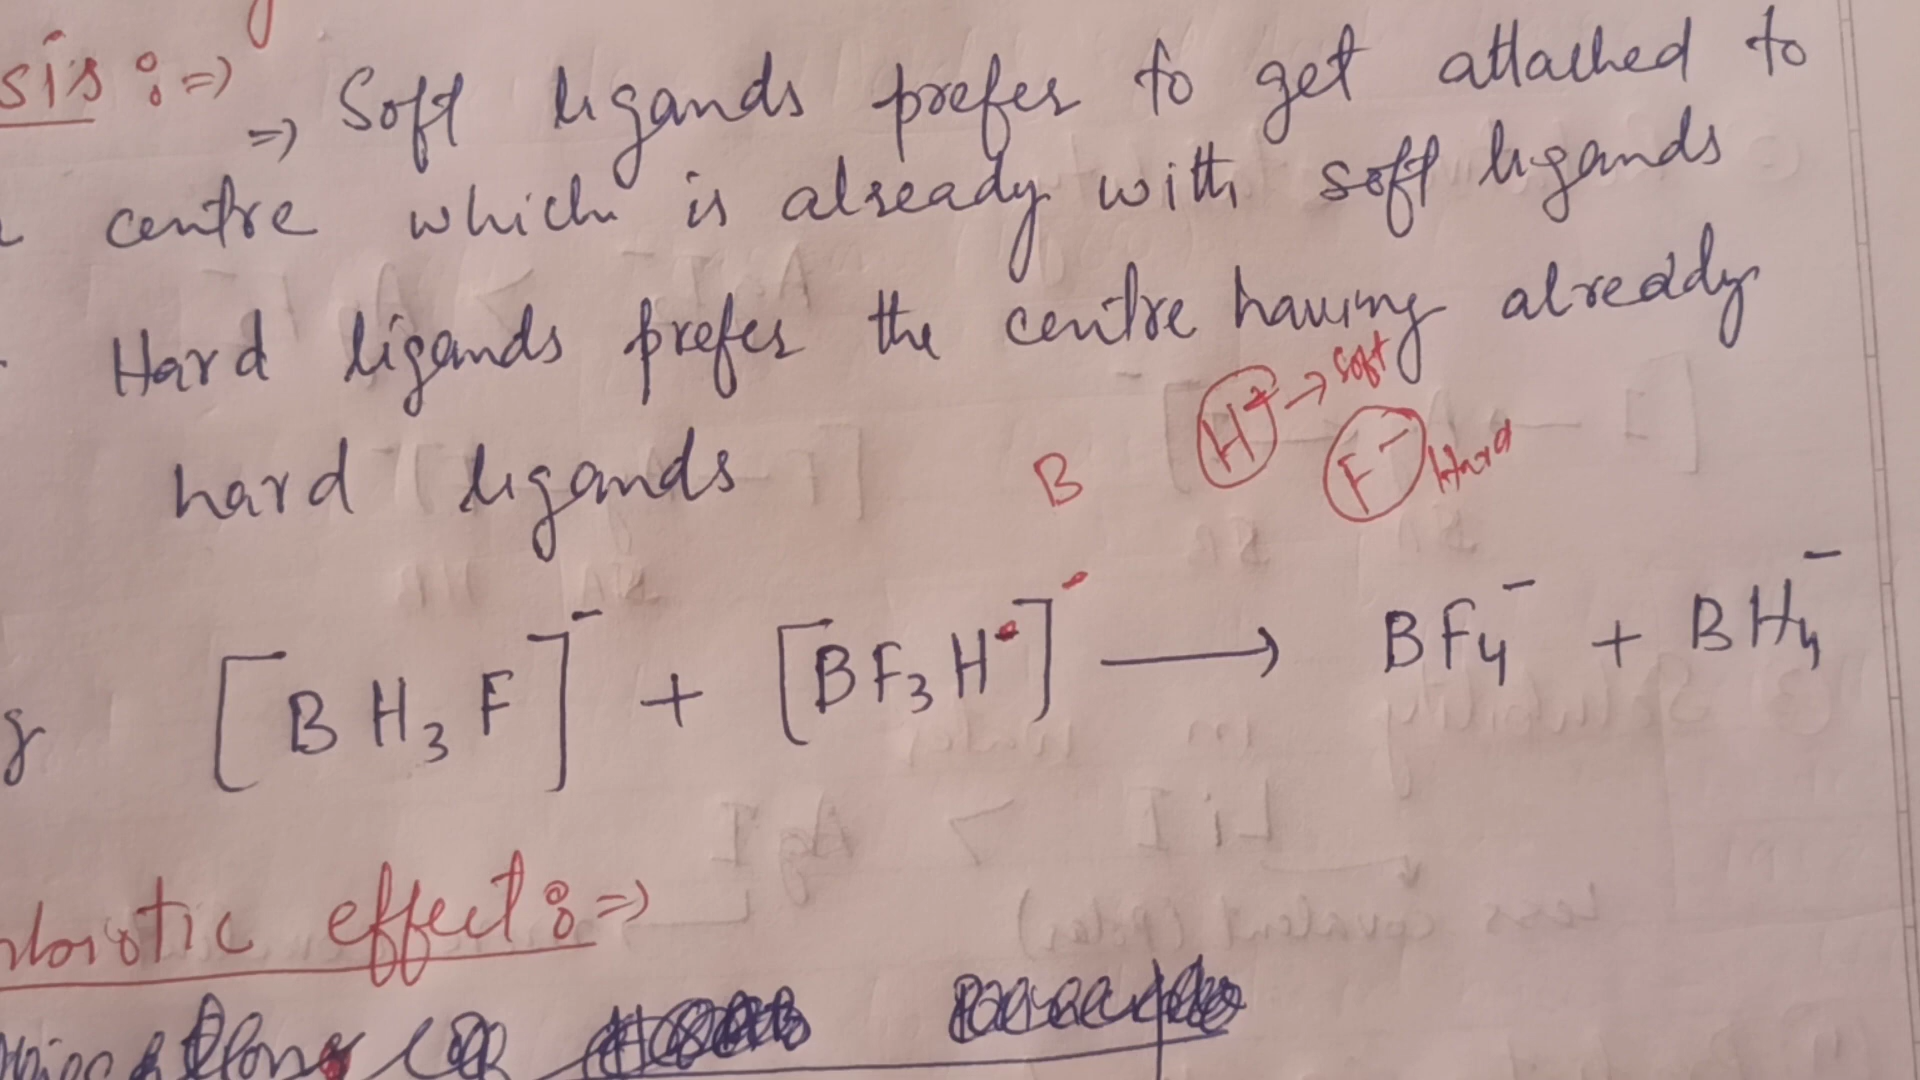 sis :⇒
⇒ Soft ligands prefer to get attached to
centre which is already with soft ligands
Hard ligands prefer the centre having already
H⁺ → soft
hard ligands B F⁻ Hard
[BH₃F]⁻ + [BF₃H]⁻ ⟶ BF₄⁻ + BH₄⁻
biotic effect :⇒